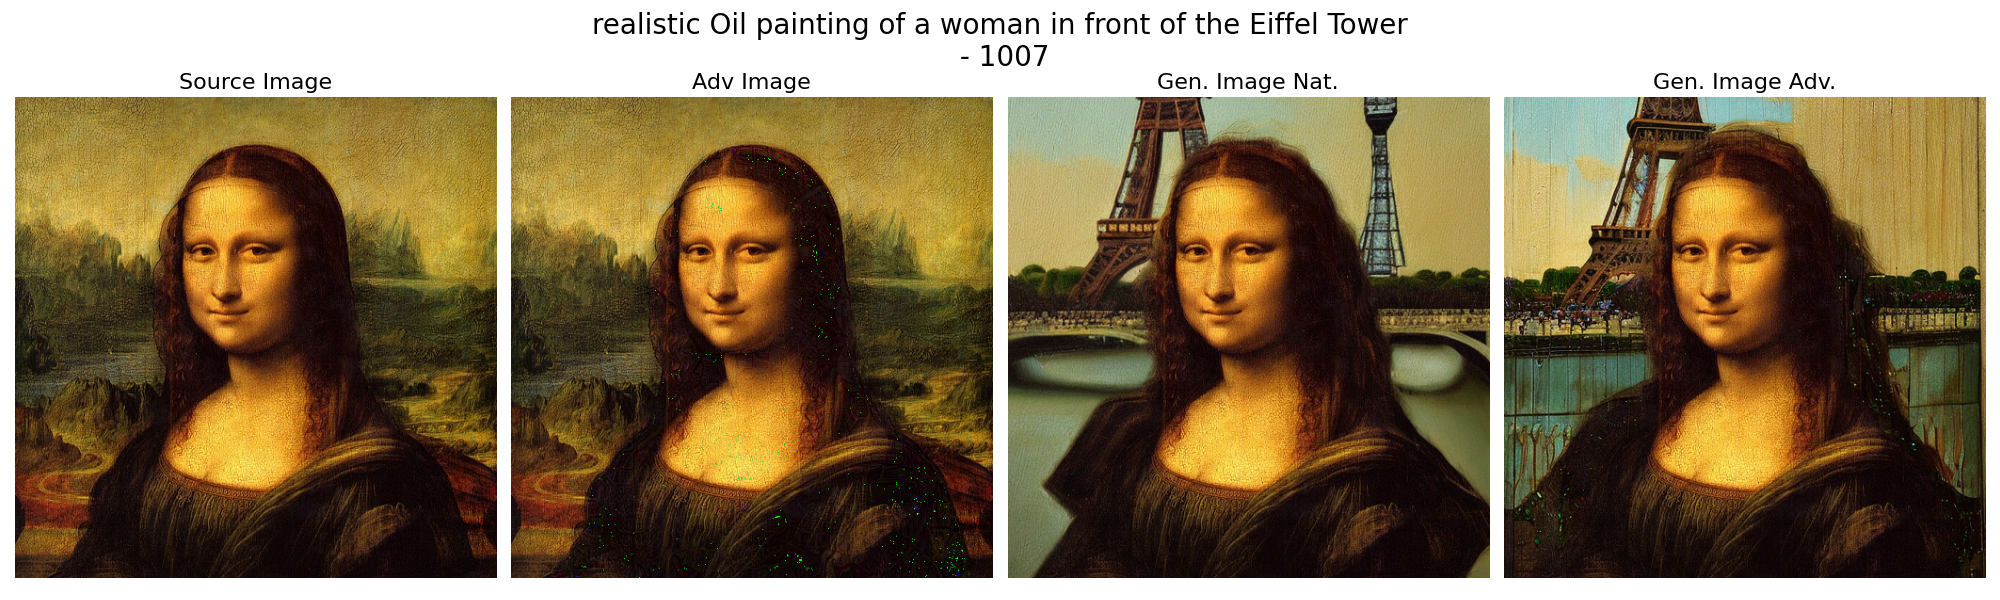 realistic Oil painting of a woman in front of the Eiffel Tower
- 1007
Source Image
Adv Image
Gen. Image Nat.
Gen. Image Adv.